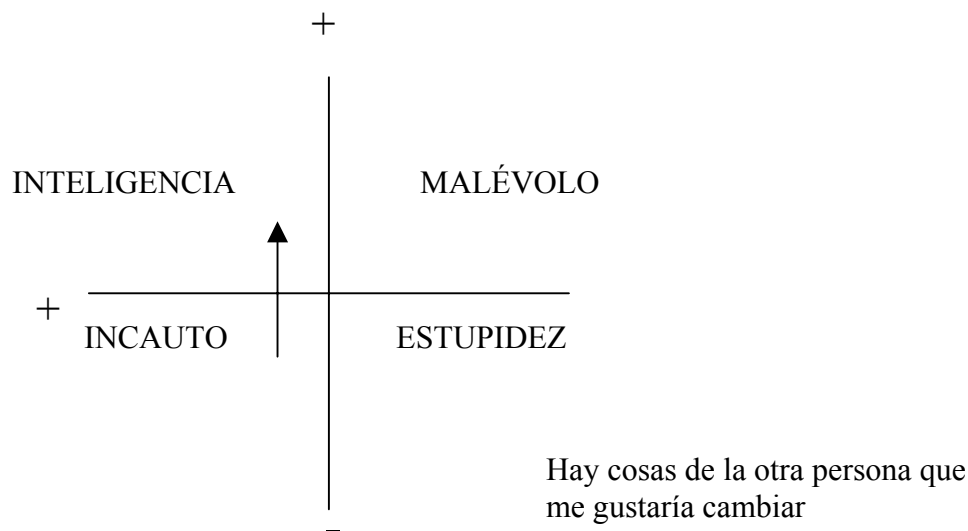 +
INTELIGENCIA MALÉVOLO
+
INCAUTO ESTUPIDEZ
Hay cosas de la otra persona que
me gustaría cambiar
-